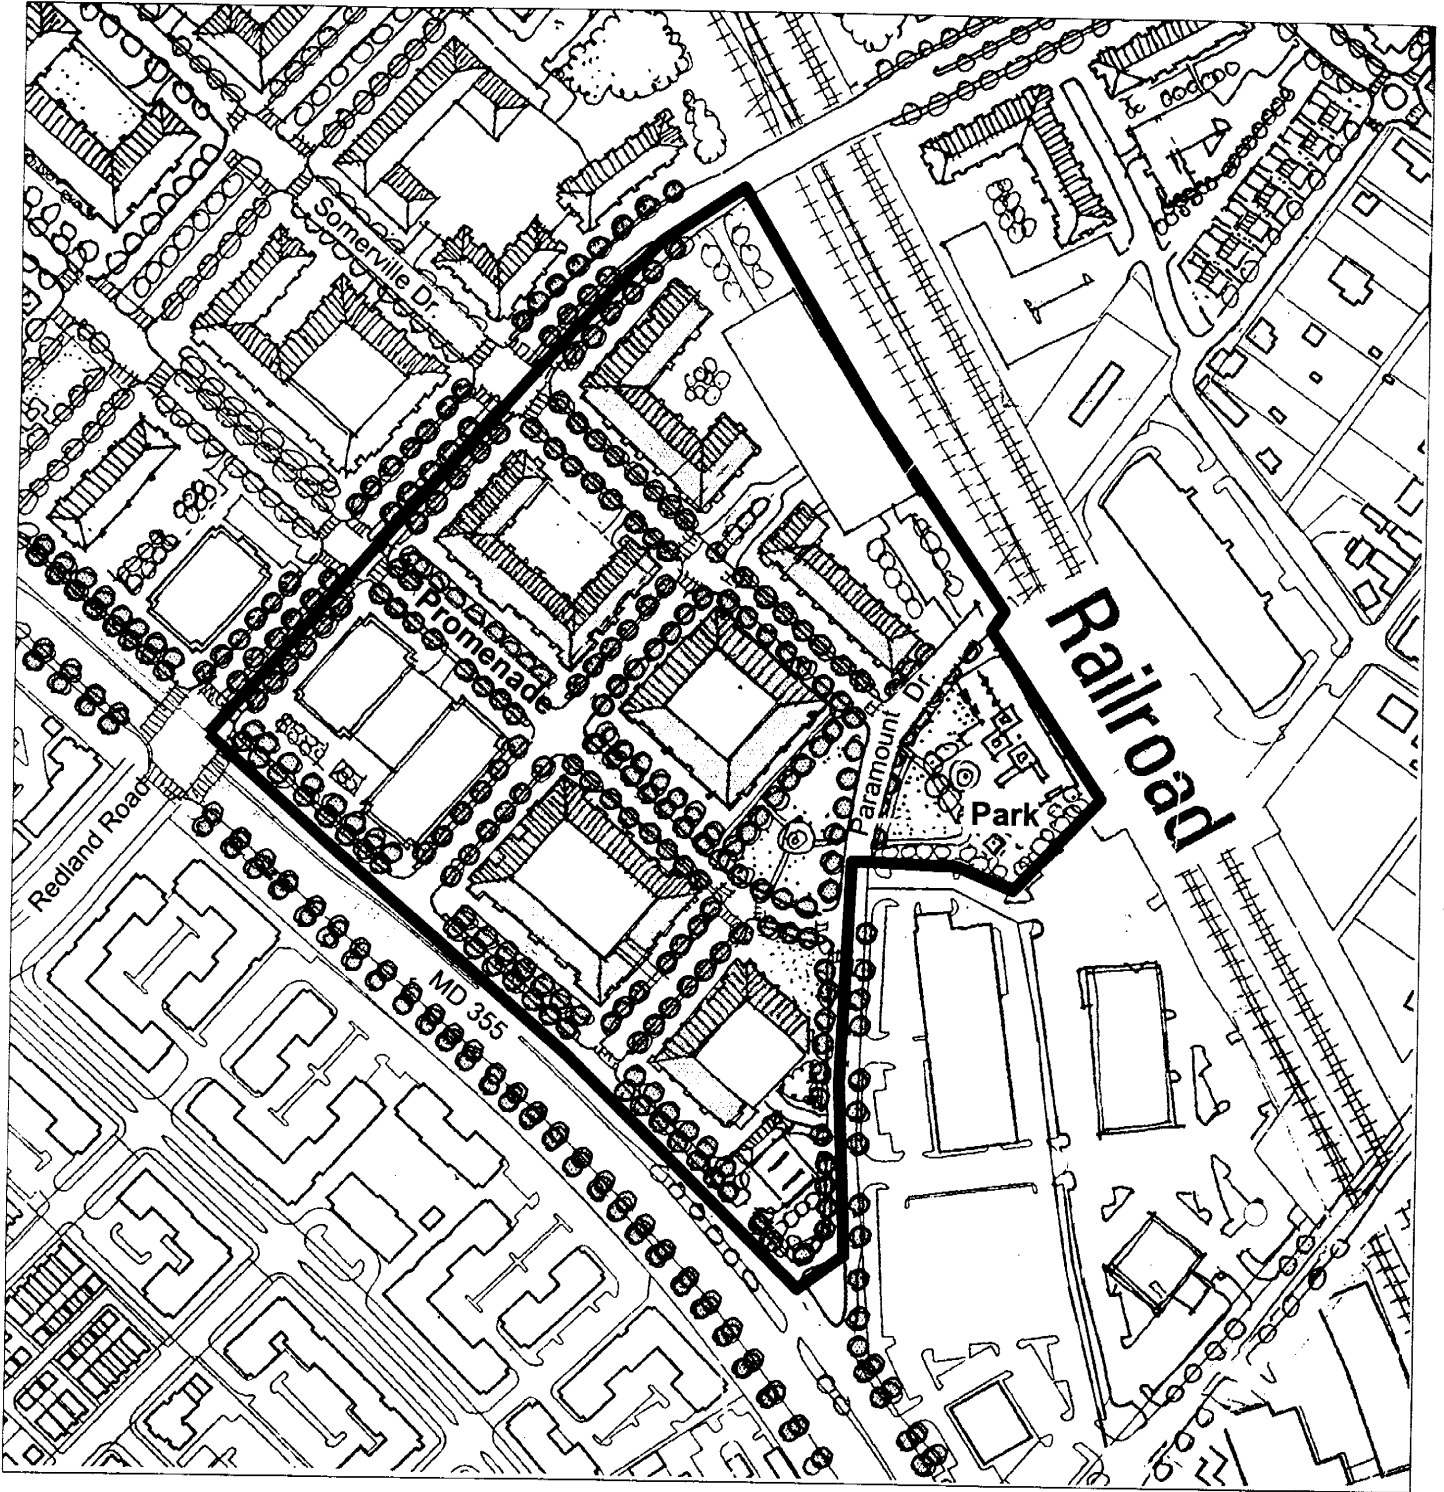 Somerville Dr.
Promenade
Railroad
Paramount Dr.
Park
Redland Road
MD 355